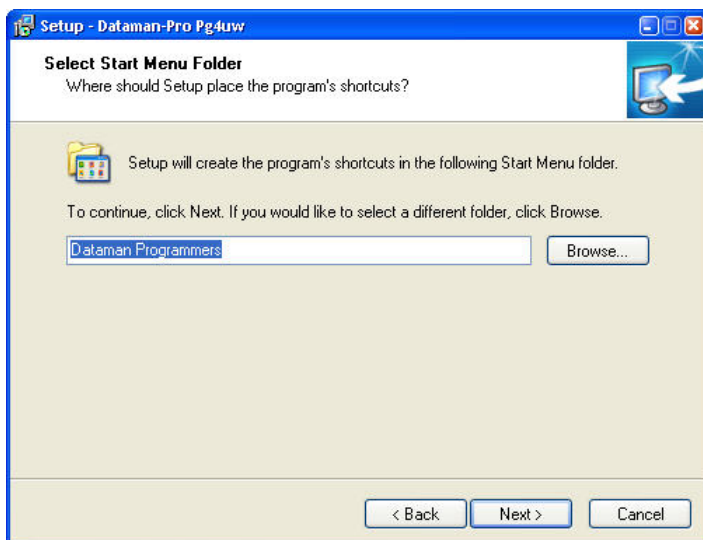 Setup - Dataman-Pro Pg4uw
Select Start Menu Folder
Where should Setup place the program's shortcuts?
Setup will create the program's shortcuts in the following Start Menu folder.
To continue, click Next. If you would like to select a different folder, click Browse.
Dataman Programmers
Browse...
< Back
Next >
Cancel